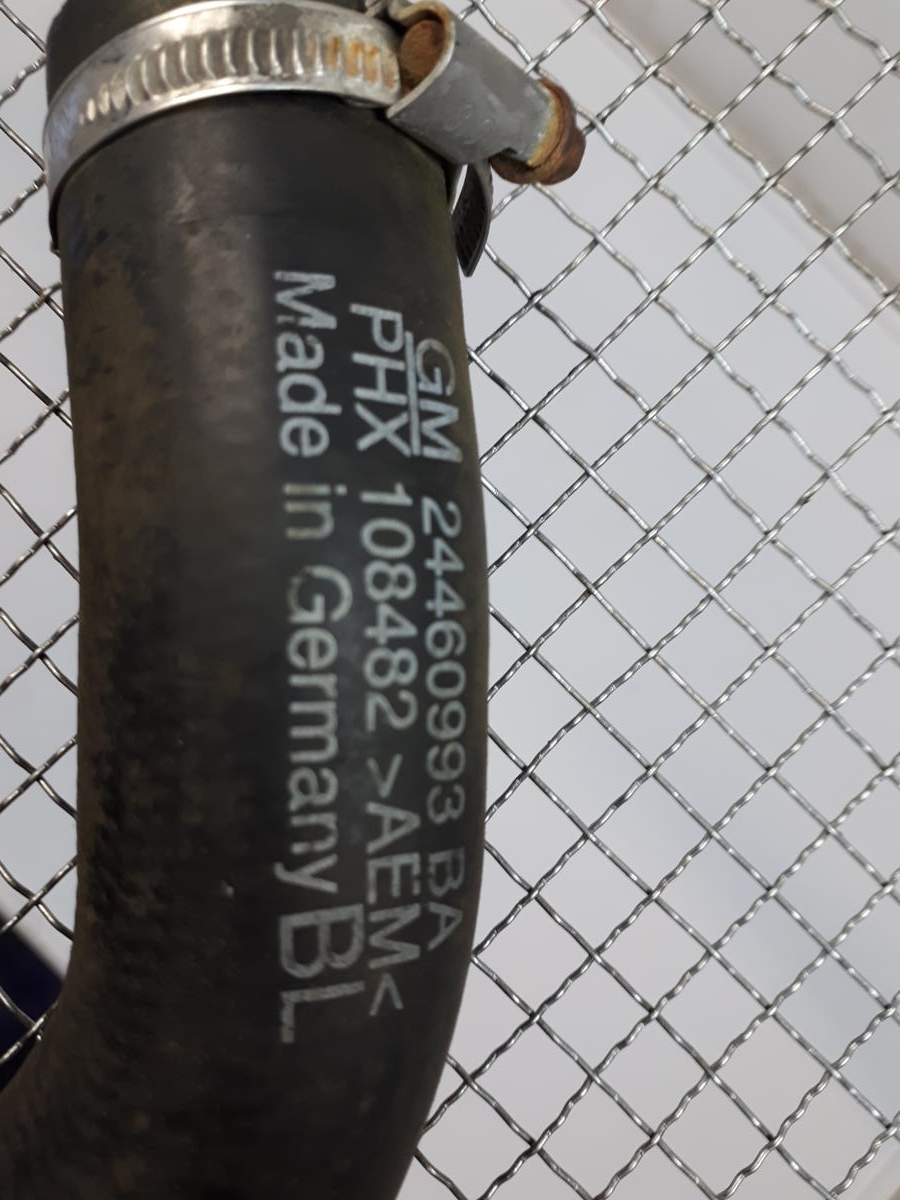 GM 24460993 BA
PHX 108482 >AEM<
Made in Germany BL